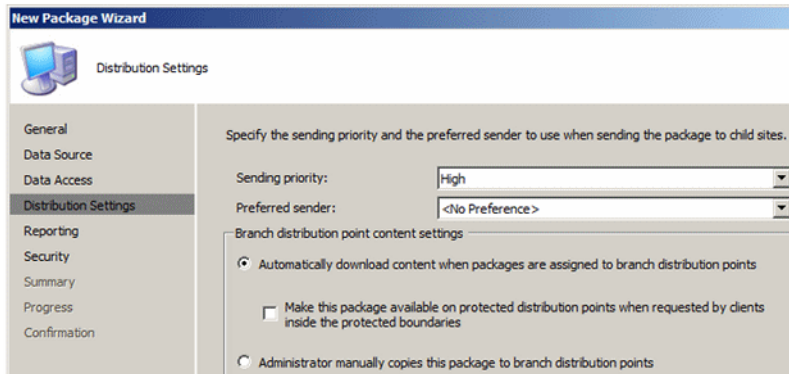 New Package Wizard
Distribution Settings
General
Data Source
Data Access
Distribution Settings
Reporting
Security
Summary
Progress
Confirmation
Specify the sending priority and the preferred sender to use when sending the package to child sites.
Sending priority:
High
Preferred sender:
<No Preference>
Branch distribution point content settings
Automatically download content when packages are assigned to branch distribution points
Make this package available on protected distribution points when requested by clients
inside the protected boundaries
Administrator manually copies this package to branch distribution points